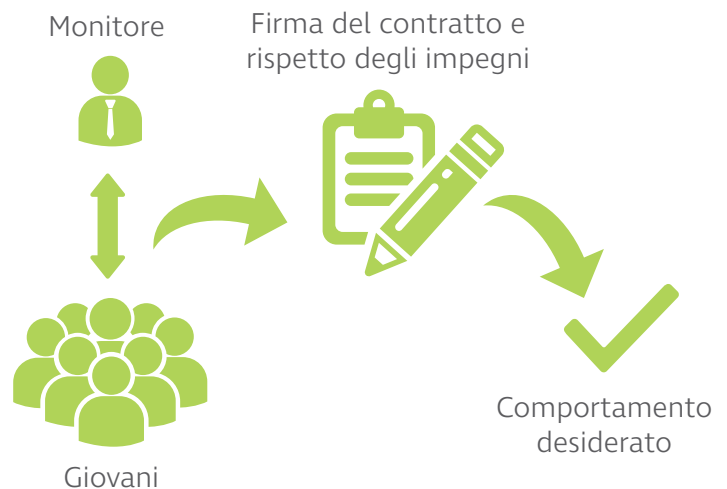 Monitore
Firma del contratto e
rispetto degli impegni
Giovani
Comportamento
desiderato